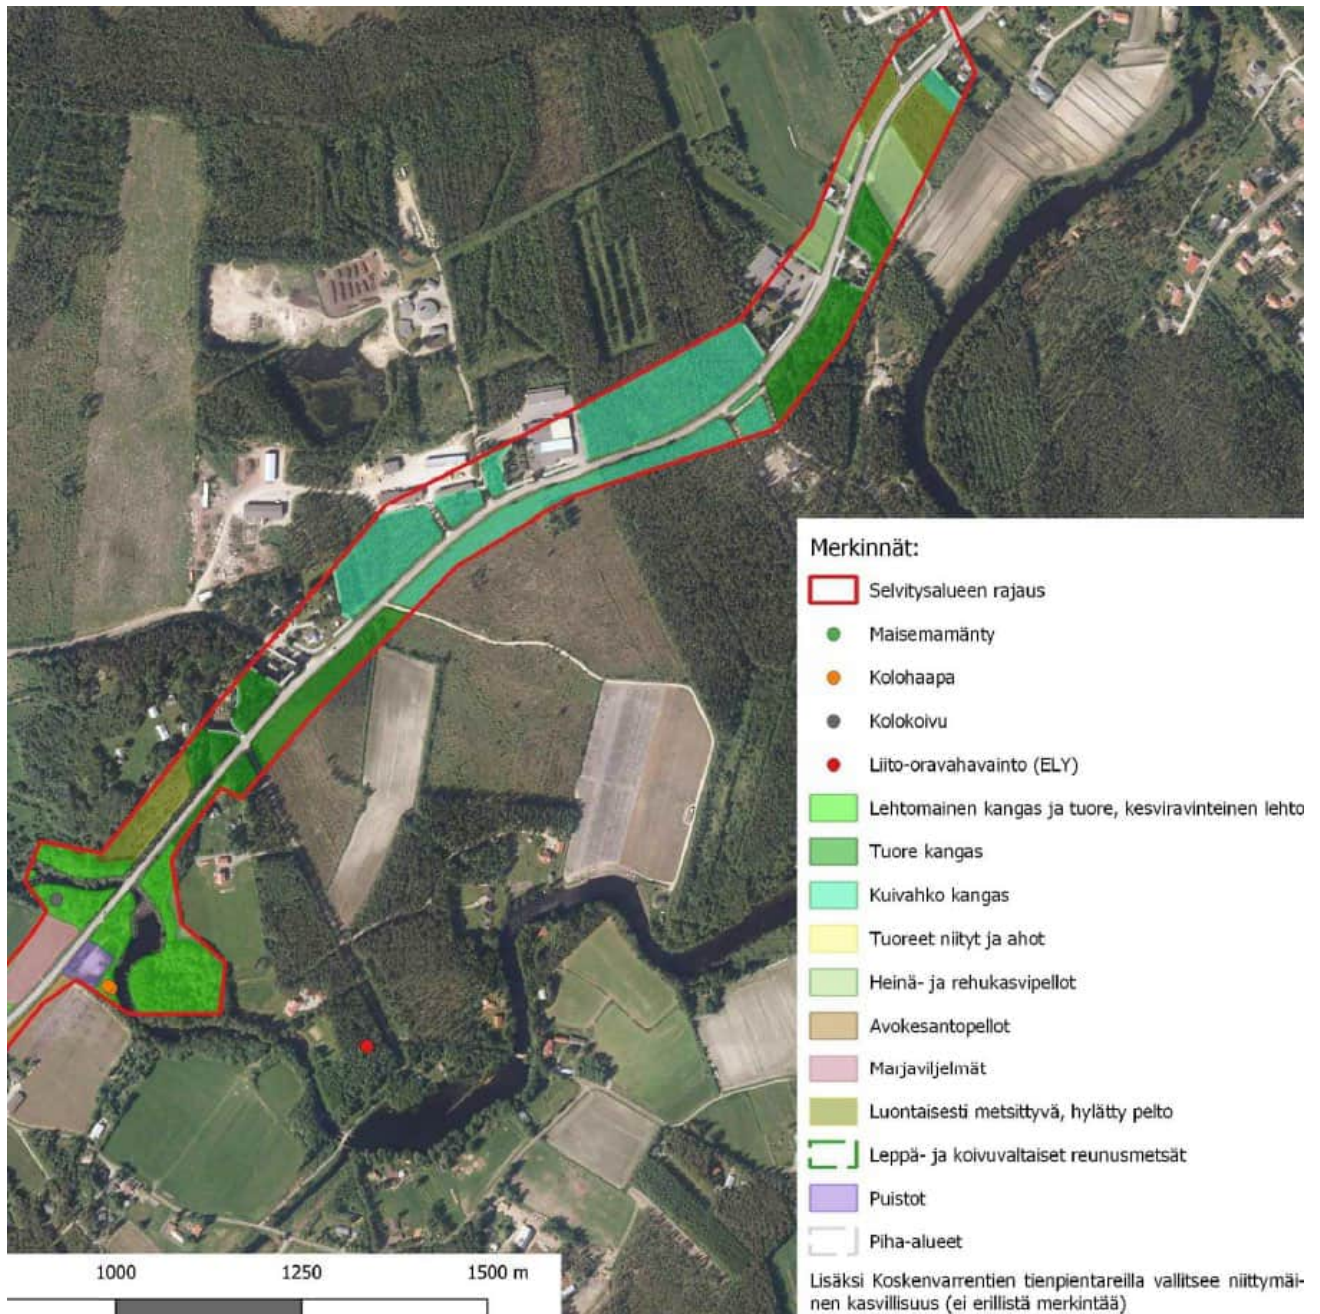 Merkinnät:
Selvitysalueen rajaus
Maisemamänty
Kolohaapa
Kolokoivu
Liito-oravahavainto (ELY)
Lehtomainen kangas ja tuore, kesviravinteinen lehto
Tuore kangas
Kuivahko kangas
Tuoreet niityt ja ahot
Heinä- ja rehukasvipellot
Avokesantopellot
Marjaviljelmät
Luontaisesti metsittyvä, hylätty pelto
Leppä- ja koivuvaltaiset reunusmetsät
Puistot
Piha-alueet
Lisäksi Koskenvarrentien tienpientareilla vallitsee niittymäi-
nen kasvillisuus (ei erillistä merkintää)
1000 1250 1500 m